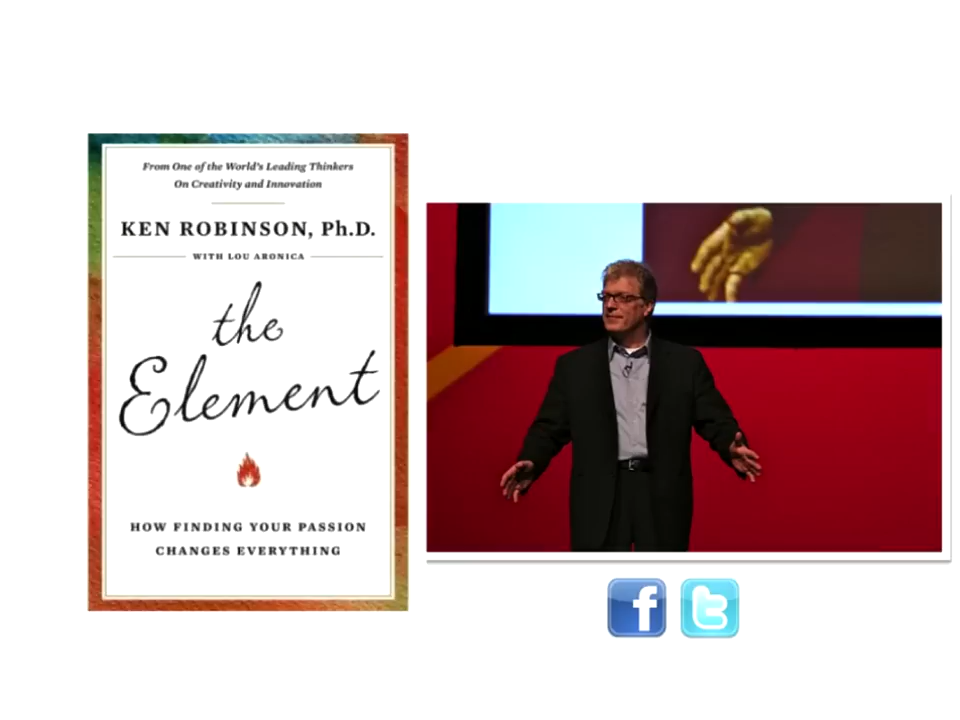 From One of the World's Leading Thinkers
On Creativity and Innovation
KEN ROBINSON, Ph.D.
WITH LOU ARONICA
the
Element
HOW FINDING YOUR PASSION
CHANGES EVERYTHING
f t